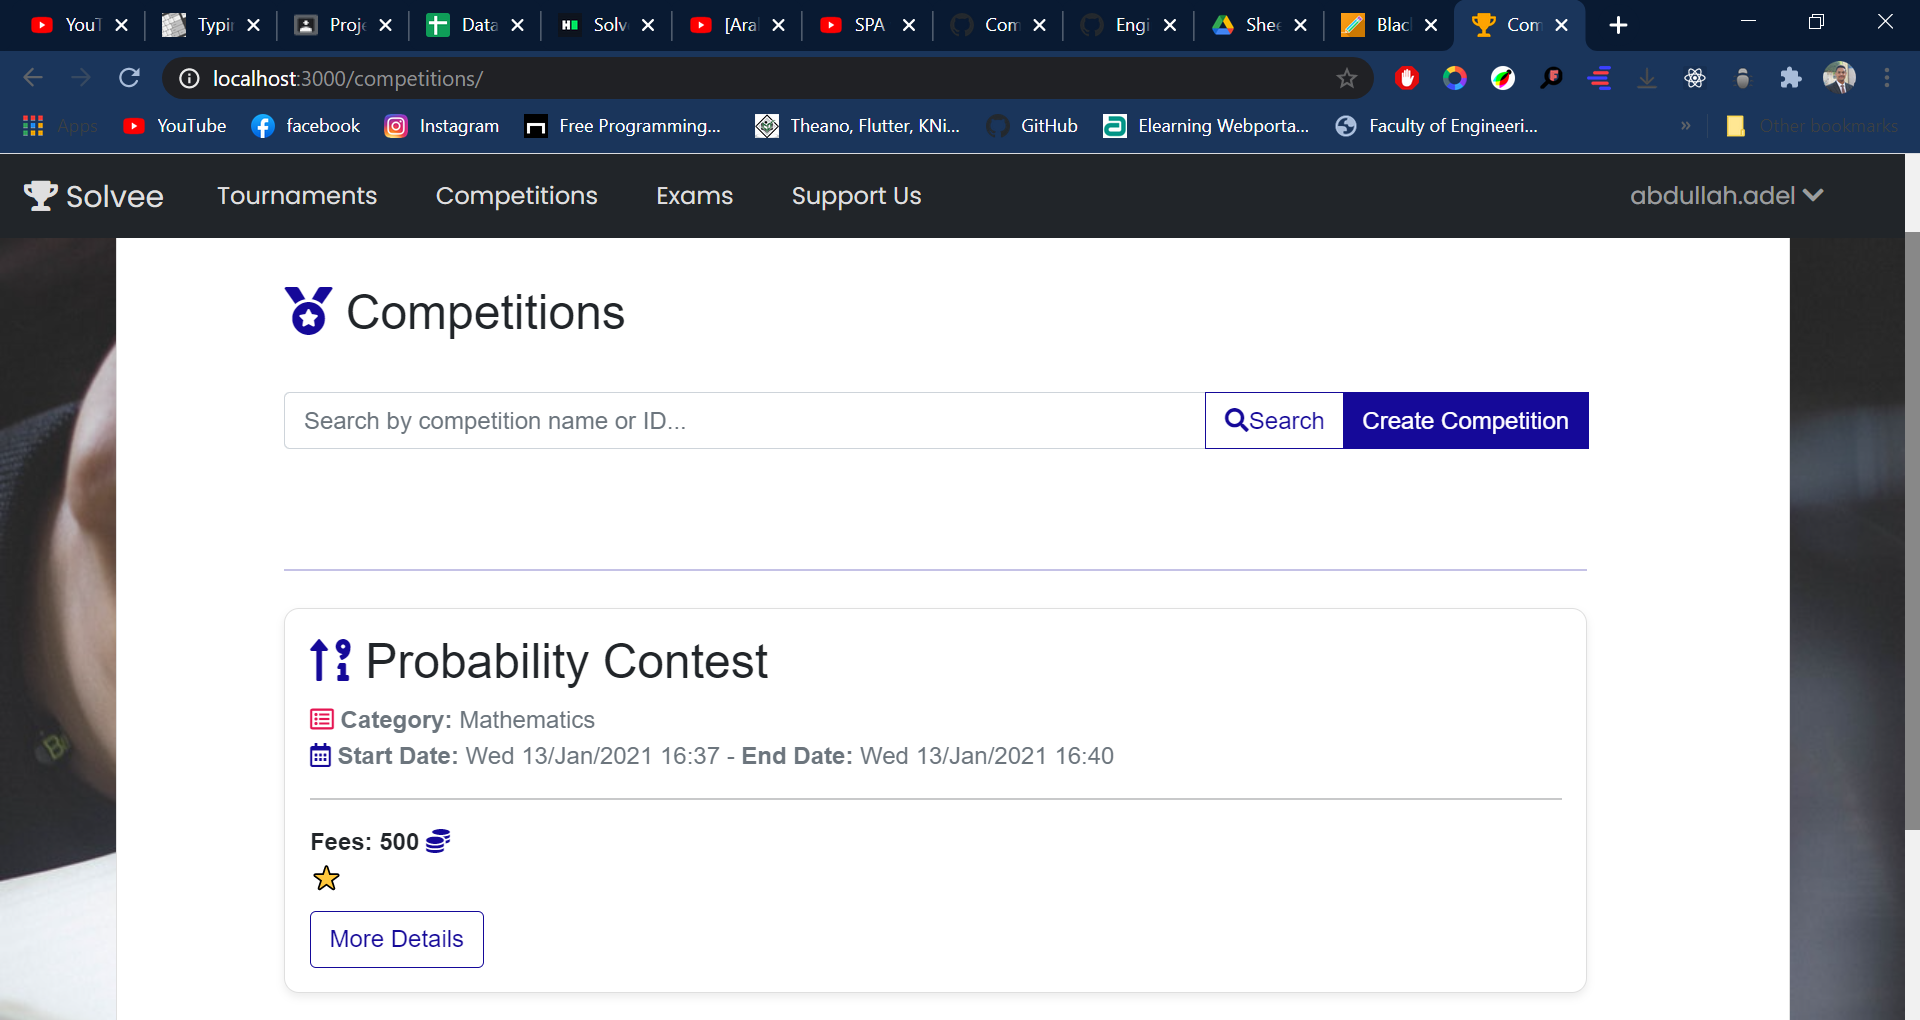 YouT
Typin
Proje
Data
Solv
[Ara
SPA
Com
Engi
Shee
Blac
Com
localhost:3000/competitions/
Apps
YouTube
facebook
Instagram
Free Programming...
Theano, Flutter, KNi...
GitHub
Elearning Webporta...
Faculty of Engineeri...
»
Other bookmarks
Solvee
Tournaments
Competitions
Exams
Support Us
abdullah.adel
Competitions
Search by competition name or ID...
Search
Create Competition
Probability Contest
Category: Mathematics
Start Date: Wed 13/Jan/2021 16:37 - End Date: Wed 13/Jan/2021 16:40
Fees: 500
More Details